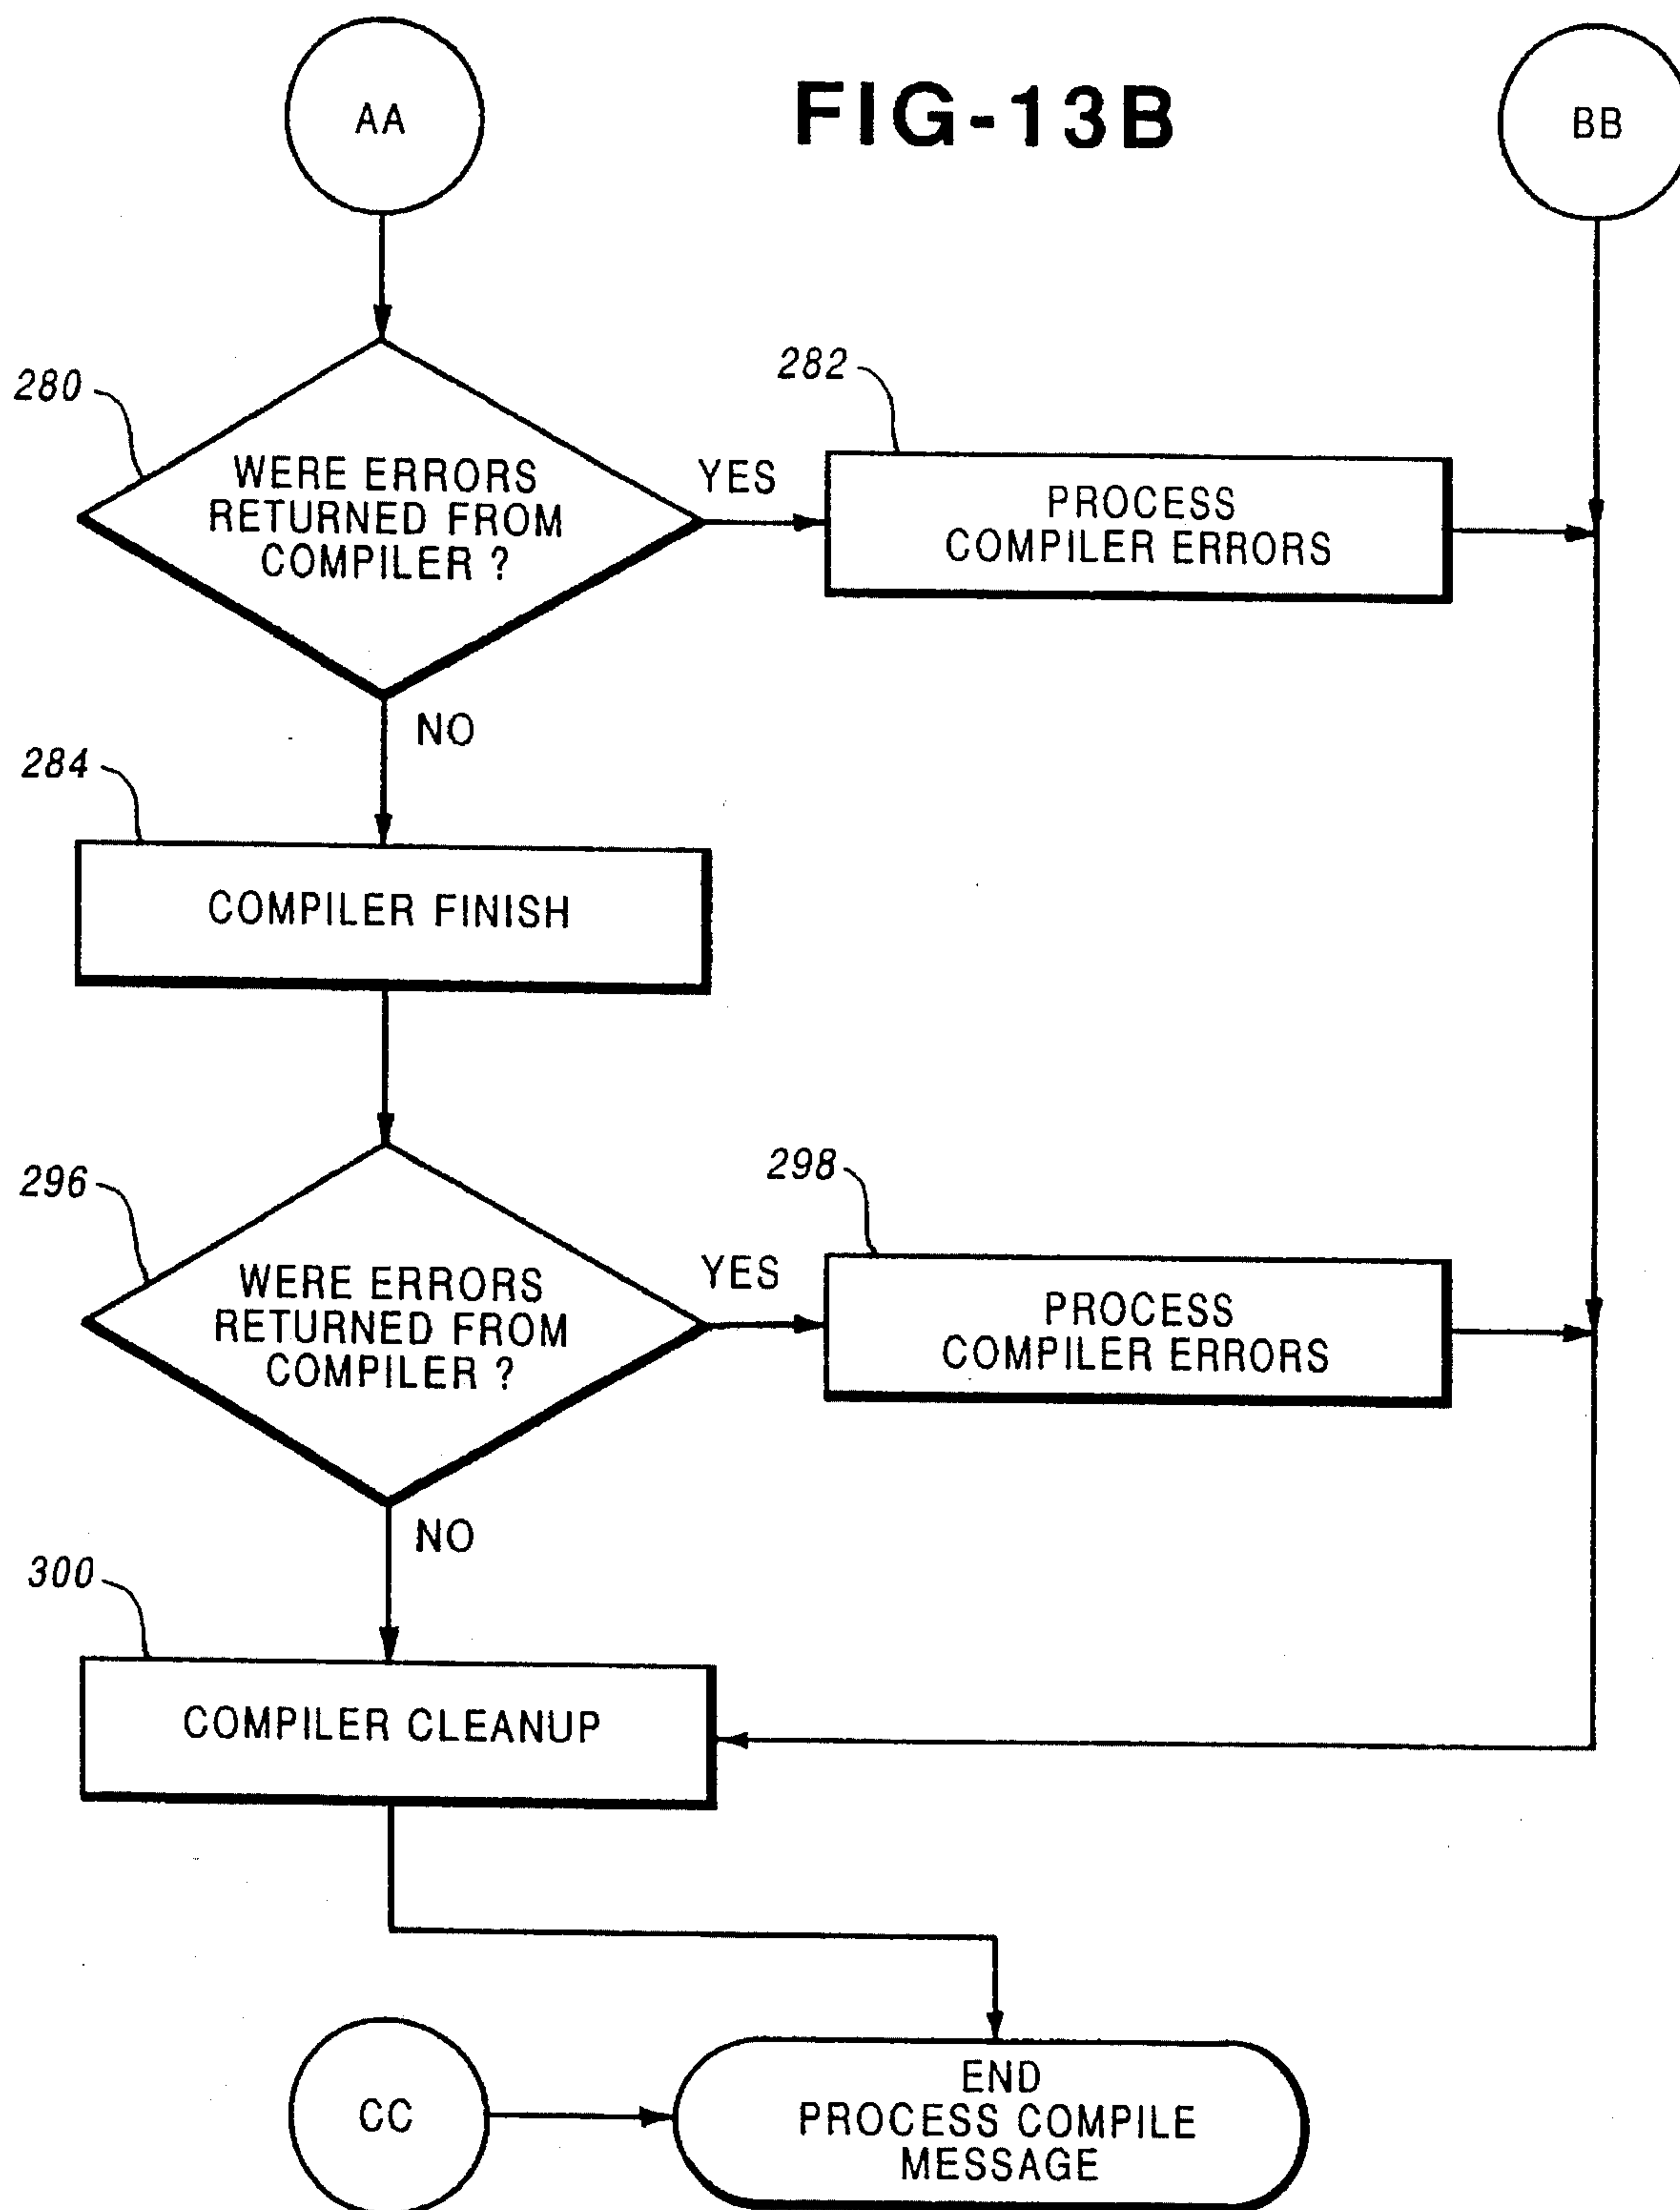 AA
FIG-13B
BB
280
WERE ERRORS
RETURNED FROM
COMPILER ?
YES
282
PROCESS
COMPILER ERRORS
NO
284
COMPILER FINISH
296
WERE ERRORS
RETURNED FROM
COMPILER ?
YES
298
PROCESS
COMPILER ERRORS
NO
300
COMPILER CLEANUP
CC
END
PROCESS COMPILE
MESSAGE